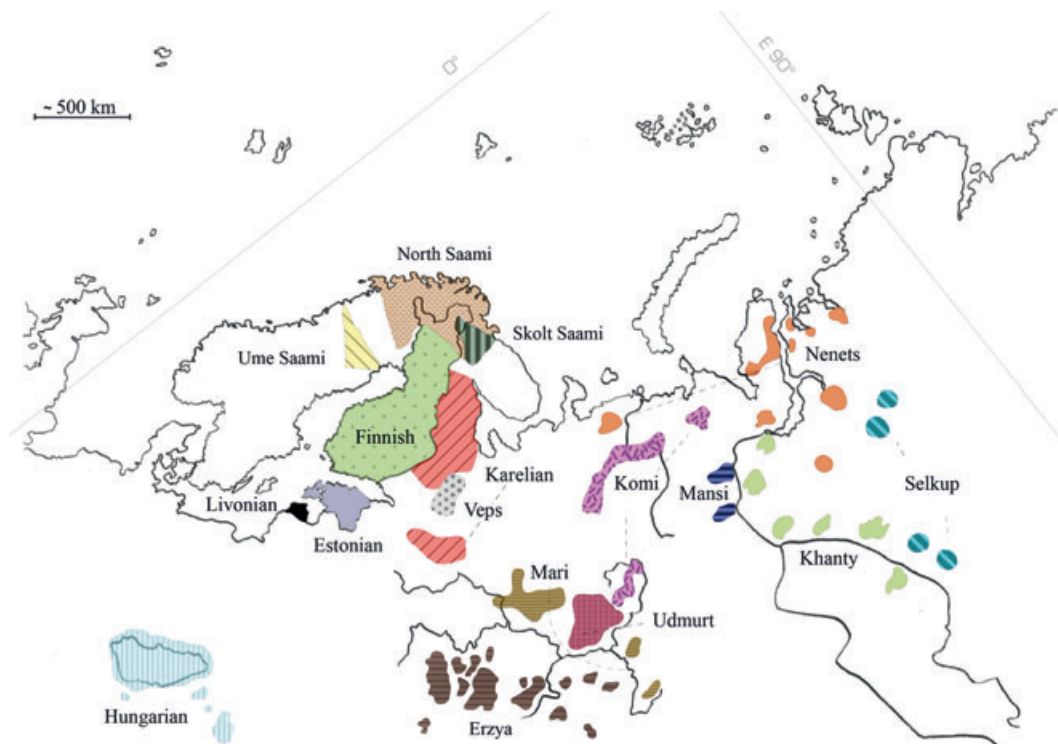 0°
E 90°
~ 500 km
North Saami
Ume Saami
Skolt Saami
Nenets
Finnish
Karelian
Komi
Mansi
Selkup
Livonian
Veps
Estonian
Khanty
Mari
Udmurt
Hungarian
Erzya